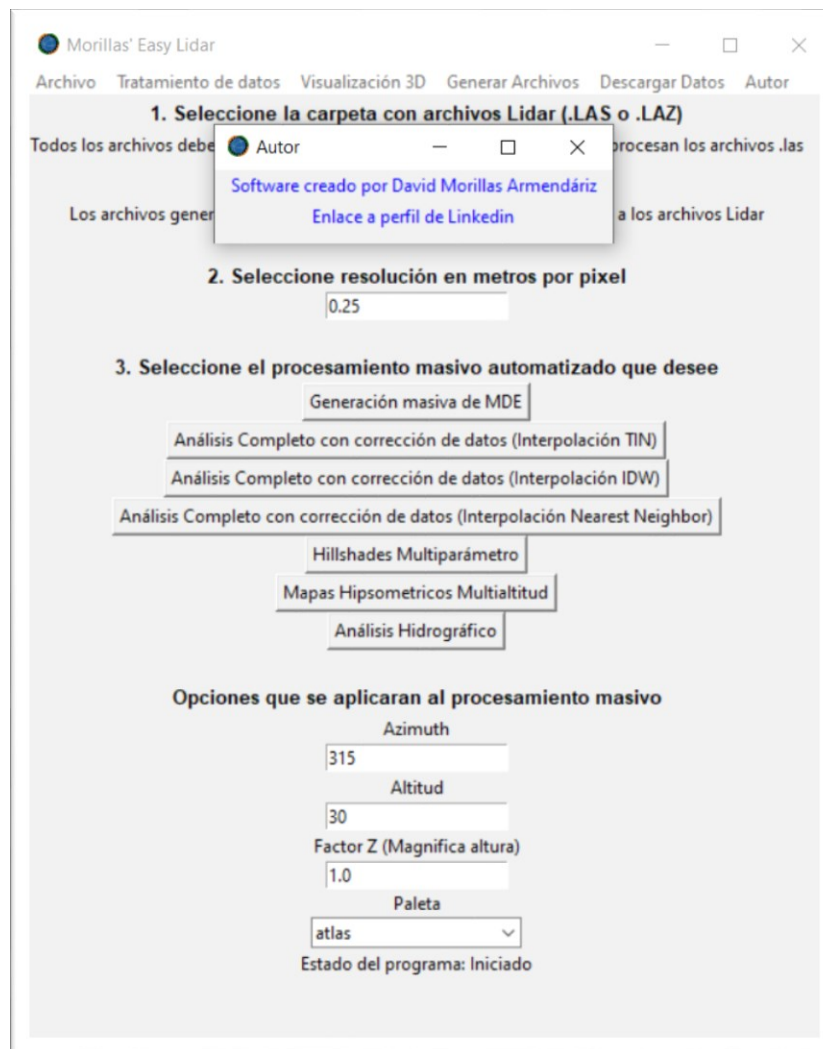 Morillas' Easy Lidar
Archivo Tratamiento de datos Visualización 3D Generar Archivos Descargar Datos Autor
1. Seleccione la carpeta con archivos Lidar (.LAS o .LAZ)
Todos los archivos debe procesan los archivos .las
Autor
Software creado por David Morillas Armendáriz
Enlace a perfil de Linkedin
Los archivos gener a los archivos Lidar
2. Seleccione resolución en metros por pixel
0.25
3. Seleccione el procesamiento masivo automatizado que desee
Generación masiva de MDE
Análisis Completo con corrección de datos (Interpolación TIN)
Análisis Completo con corrección de datos (Interpolación IDW)
Análisis Completo con corrección de datos (Interpolación Nearest Neighbor)
Hillshades Multiparámetro
Mapas Hipsometricos Multialtitud
Análisis Hidrográfico
Opciones que se aplicaran al procesamiento masivo
Azimuth
315
Altitud
30
Factor Z (Magnifica altura)
1.0
Paleta
atlas
Estado del programa: Iniciado